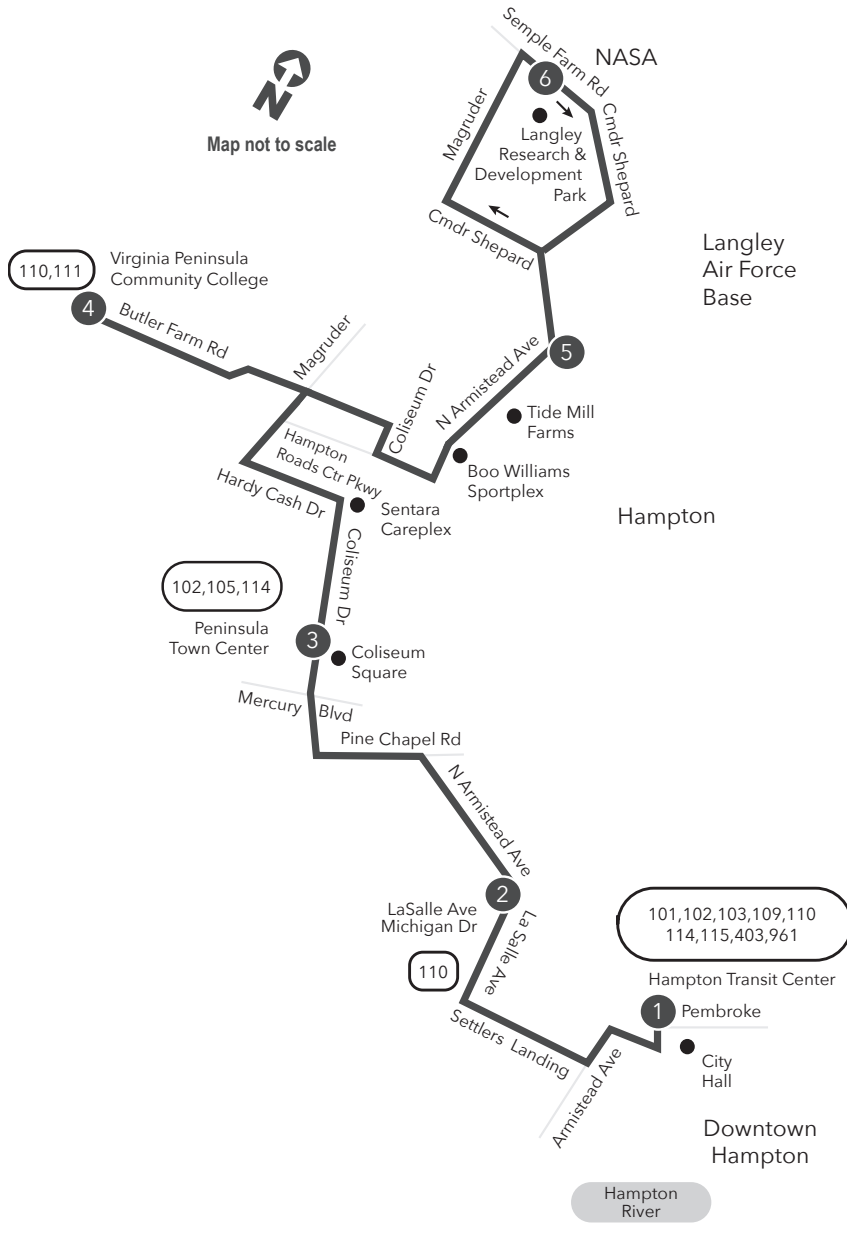 Semple Farm Rd
NASA
6
N
Map not to scale
Magruder
Cmdr Shepard
Langley
Research &
Development
Park
Cmdr Shepard
Langley
Air Force
Base
110,111
Virginia Peninsula
Community College
4
Butler Farm Rd
Magruder
5
N Armistead Ave
Coliseum Dr
Tide Mill
Farms
Hampton
Roads Ctr Pkwy
Boo Williams
Sportplex
Hardy Cash Dr
Sentara
Careplex
Hampton
Coliseum Dr
102,105,114
Peninsula
Town Center
3
Coliseum
Square
Mercury Blvd
Pine Chapel Rd
N Armistead Ave
2
LaSalle Ave
Michigan Dr
La Salle Ave
110
101,102,103,109,110
114,115,403,961
Hampton Transit Center
1
Pembroke
Settlers Landing
Armistead Ave
City
Hall
Downtown
Hampton
Hampton
River